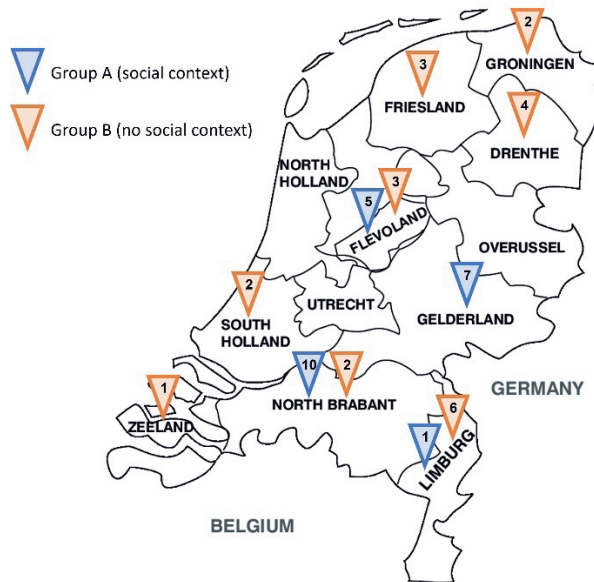 2
Group A (social context)
3
GRONINGEN
FRIESLAND
4
Group B (no social context)
DRENTHE
NORTH
HOLLAND
3
5
FLEVOLAND
OVERUSSEL
7
2
UTRECHT
GELDERLAND
SOUTH
HOLLAND
10
2
GERMANY
1
NORTH BRABANT
6
ZEELAND
1
LIMBURG
BELGIUM